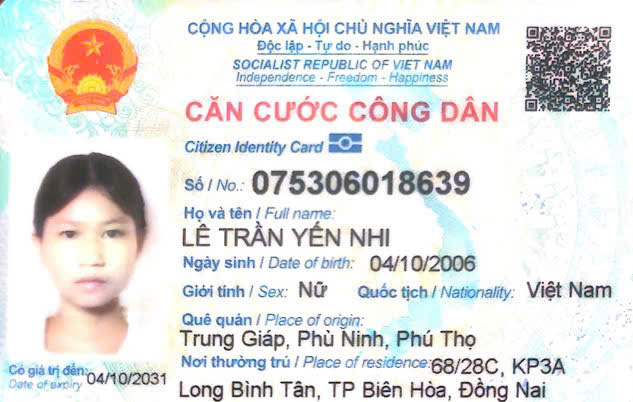 CỘNG HÒA XÃ HỘI CHỦ NGHĨA VIỆT NAM
Độc lập - Tự do - Hạnh phúc
SOCIALIST REPUBLIC OF VIET NAM
Independence - Freedom - Happiness
CĂN CƯỚC CÔNG DÂN
Citizen Identity Card
Số / No.: 075306018639
Họ và tên / Full name:
LÊ TRẦN YẾN NHI
Ngày sinh / Date of birth: 04/10/2006
Giới tính / Sex: Nữ Quốc tịch / Nationality: Việt Nam
Quê quán / Place of origin:
Trung Giáp, Phù Ninh, Phú Thọ
Nơi thường trú / Place of residence: 68/28C, KP3A
Long Bình Tân, TP Biên Hòa, Đồng Nai
Có giá trị đến: 04/10/2031
Date of expiry